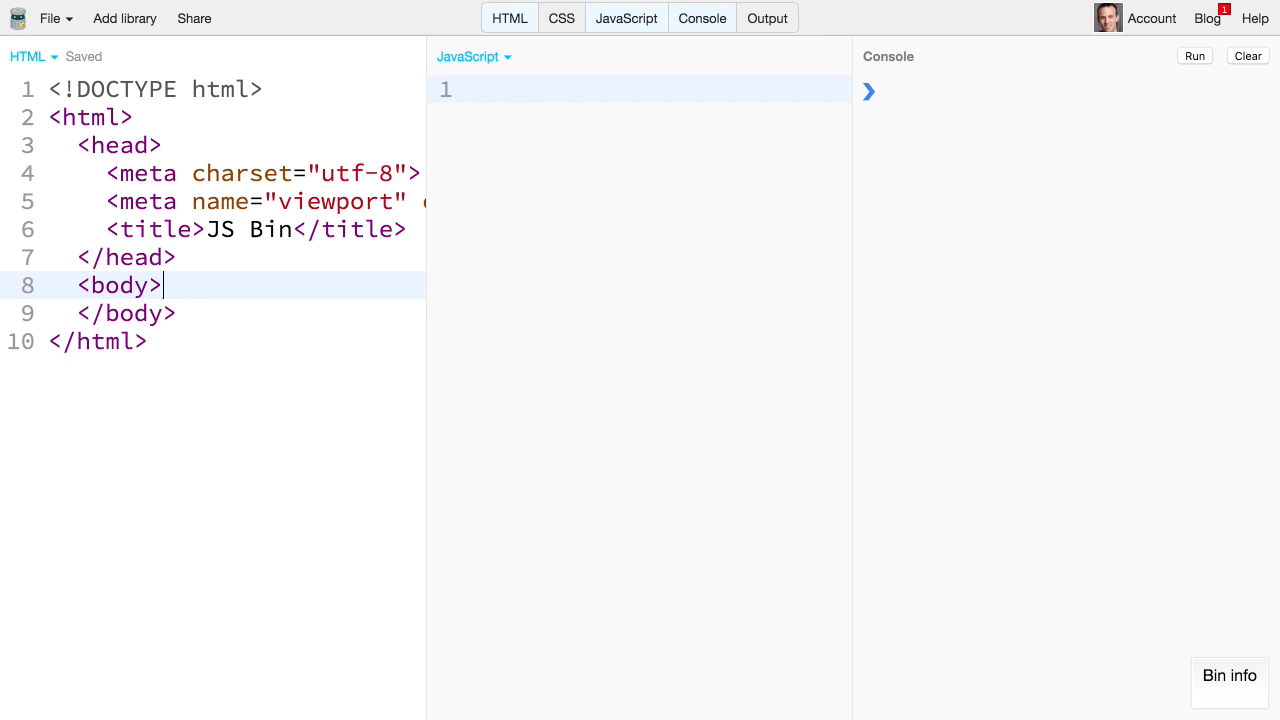 File Add library Share HTML CSS JavaScript Console Output Account Blog 1 Help
HTML Saved
1 <!DOCTYPE html>
2 <html>
3 <head>
4 <meta charset="utf-8">
5 <meta name="viewport"
6 <title>JS Bin</title>
7 </head>
8 <body>
9 </body>
10 </html>
JavaScript
1
Console Run Clear
❯
Bin info